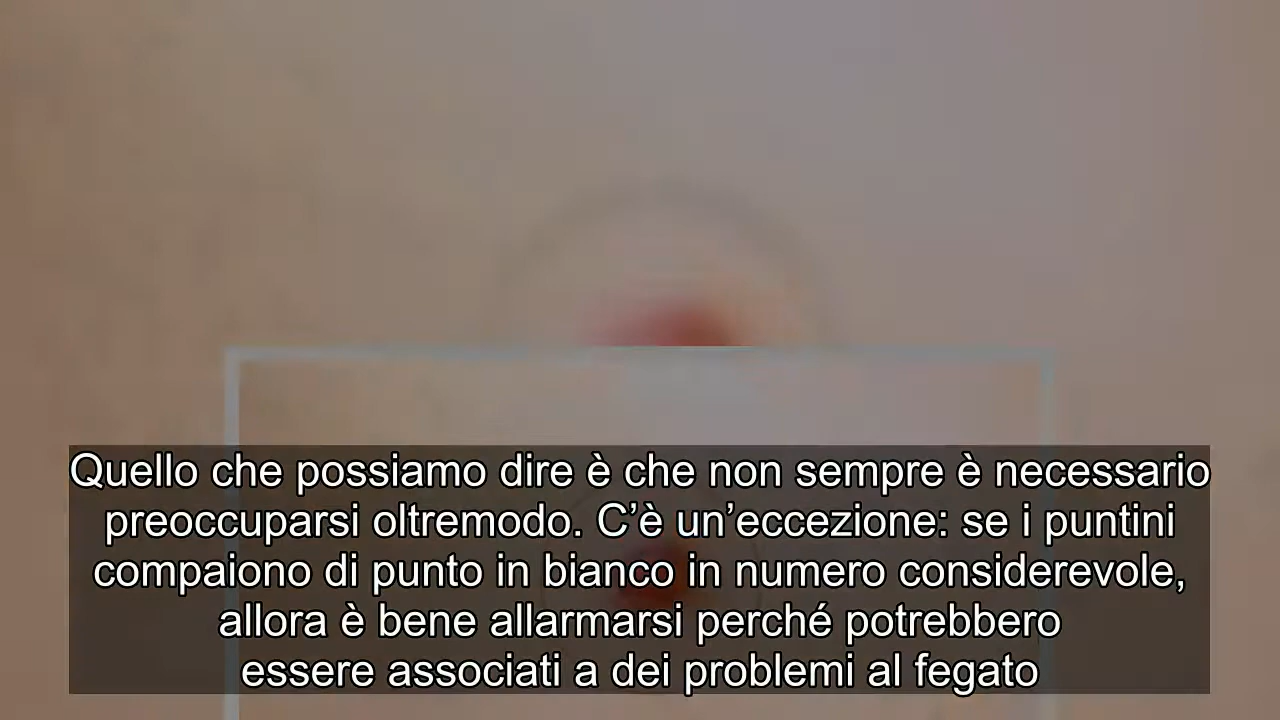 Quello che possiamo dire è che non sempre è necessario
preoccuparsi oltremodo. C’è un’eccezione: se i puntini
compaiono di punto in bianco in numero considerevole,
allora è bene allarmarsi perché potrebbero
essere associati a dei problemi al fegato